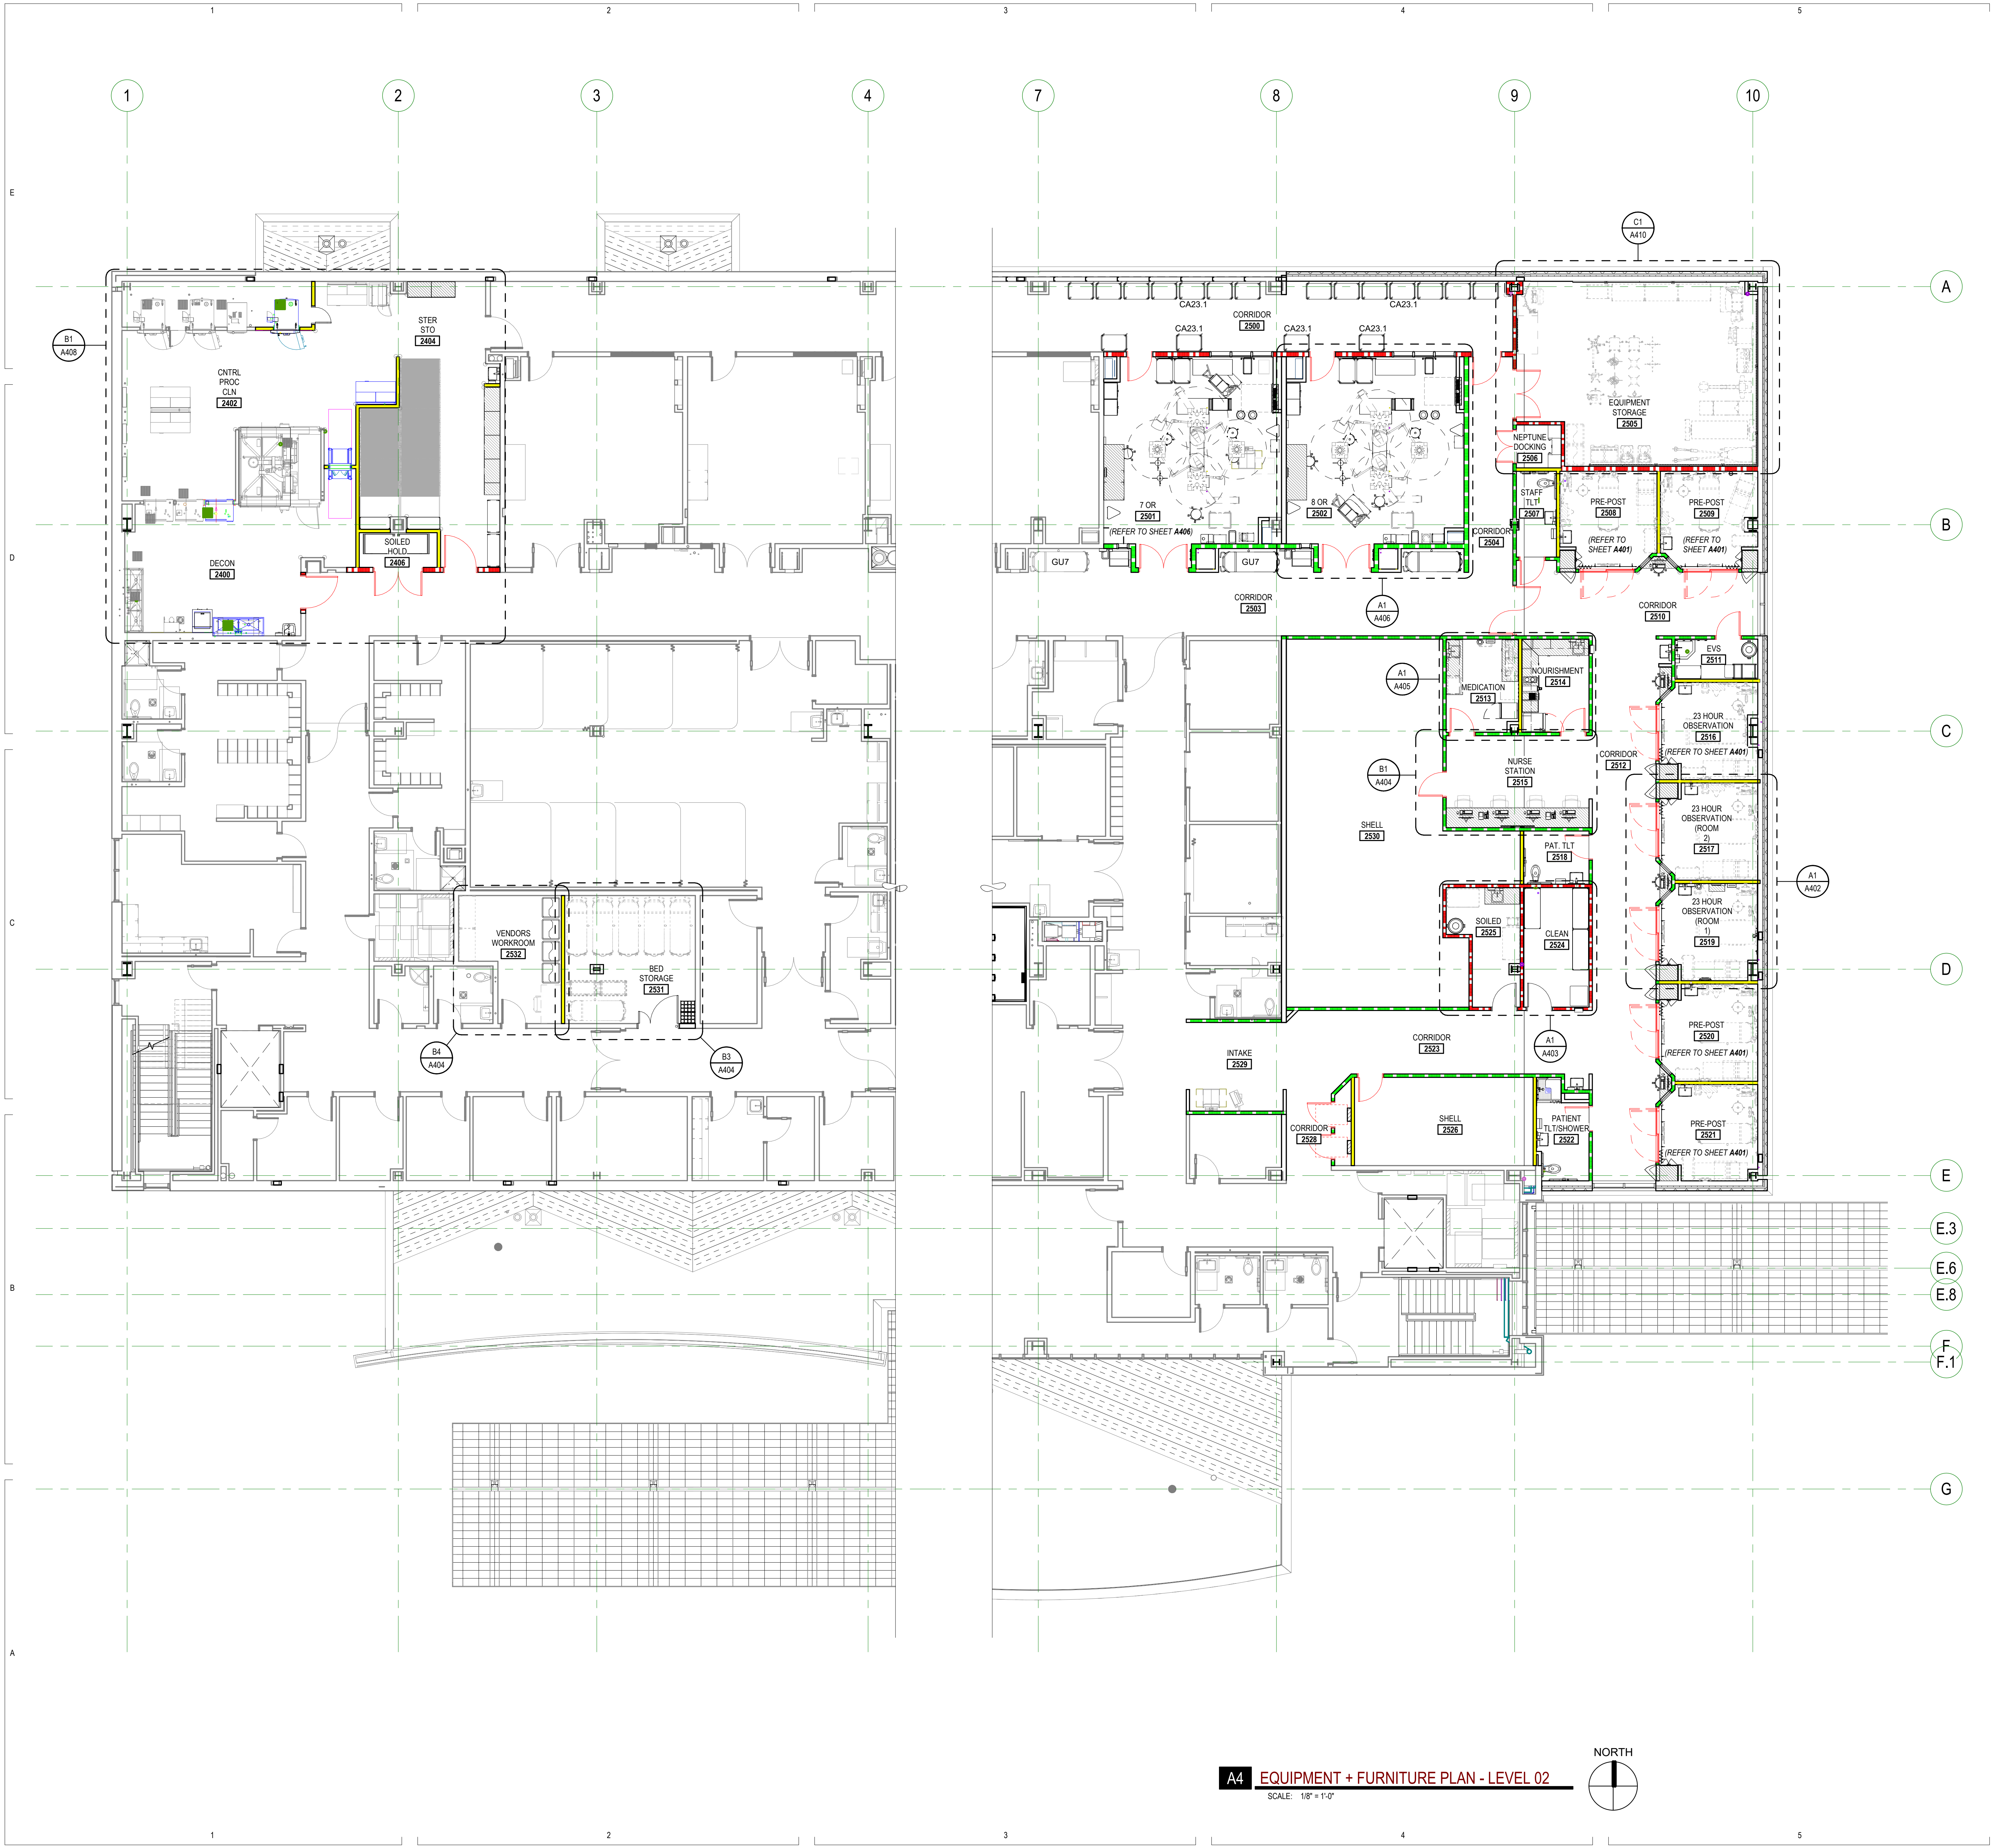 1 2 3 4 5
1 2 3 4 7 8 9 10
C1
A410
E
A
B1
A408
STER
STO
2404
CNTRL
PROC
CLN
2402
CA23.1 CA23.1
CORRIDOR
2500
CA23.1 CA23.1 CA23.1
EQUIPMENT
STORAGE
2505
NEPTUNE
DOCKING
2506
7 OR
2501
(REFER TO SHEET A406)
8 OR
2502
STAFF
TLT
2507
PRE-POST
2508
(REFER TO
SHEET A401)
PRE-POST
2509
(REFER TO
SHEET A401)
B
CORRIDOR
2504
SOILED
HOLD
2406
D
DECON
2400
GU7 GU7
CORRIDOR
2503
A1
A406
CORRIDOR
2510
EVS
2511
A1
A405
MEDICATION
2513
NOURISHMENT
2514
23 HOUR
OBSERVATION
2516
(REFER TO SHEET A401)
C
CORRIDOR
2512
NURSE
STATION
2515
B1
A404
23 HOUR
OBSERVATION
(ROOM
2)
2517
SHELL
2530
PAT. TLT
2518
A1
A402
23 HOUR
OBSERVATION
(ROOM
1)
2519
C
SOILED
2525
CLEAN
2524
VENDORS
WORKROOM
2532
BED
STORAGE
2531
D
PRE-POST
2520
(REFER TO SHEET A401)
B4
A404
B3
A404
INTAKE
2529
CORRIDOR
2523
A1
A403
CORRIDOR
2528
SHELL
2526
PATIENT
TLT/SHOWER
2522
PRE-POST
2521
(REFER TO SHEET A401)
E
E.3
E.6
B
E.8
F
F.1
G
A
NORTH
A4 EQUIPMENT + FURNITURE PLAN - LEVEL 02
SCALE: 1/8" = 1'-0"
1 2 3 4 5